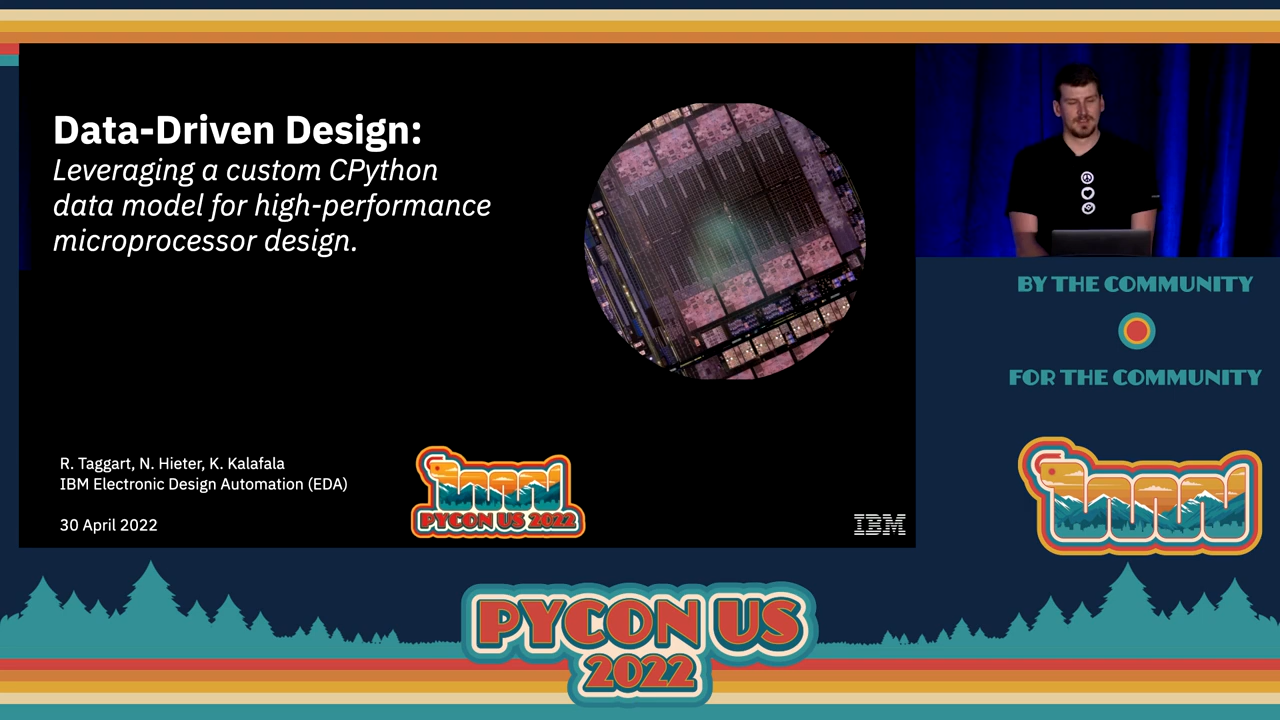 Data-Driven Design:
Leveraging a custom CPython
data model for high-performance
microprocessor design.
R. Taggart, N. Hieter, K. Kalafala
IBM Electronic Design Automation (EDA)
30 April 2022
PYCON US 2022
IBM
BY THE COMMUNITY
FOR THE COMMUNITY
PYCON US
2022